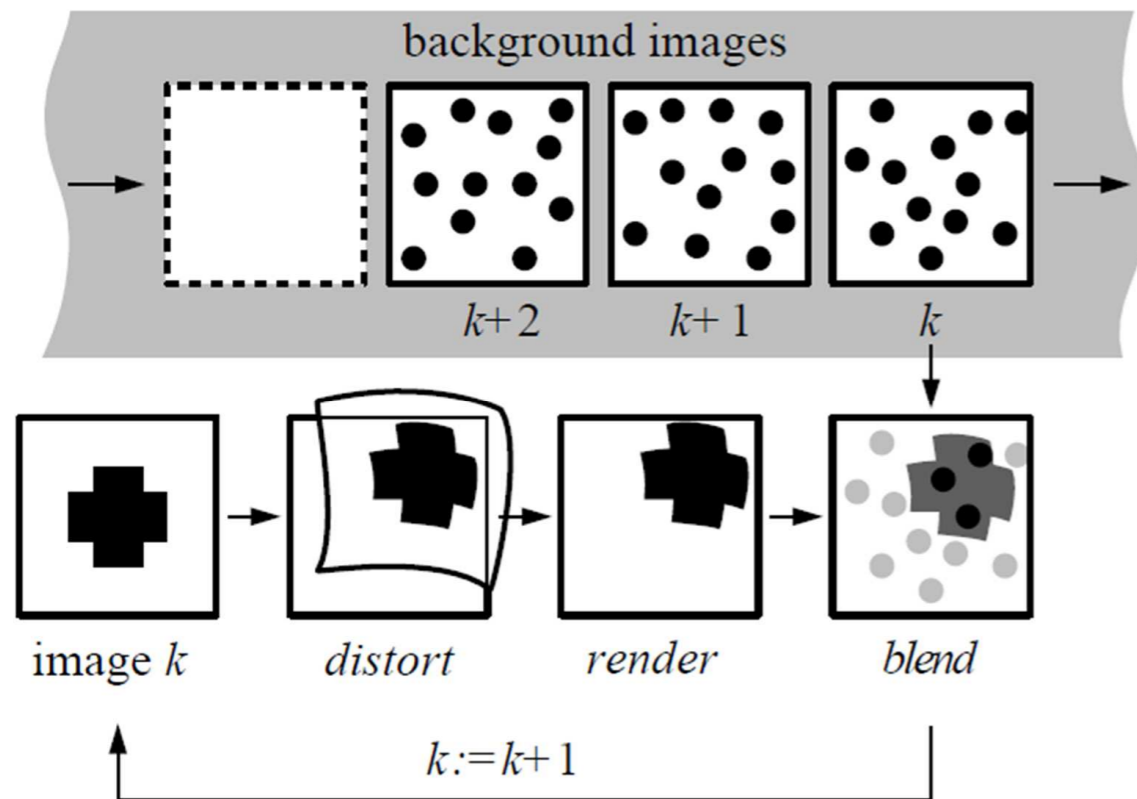 background images
k+2 k+1 k
image k distort render blend
k:=k+1